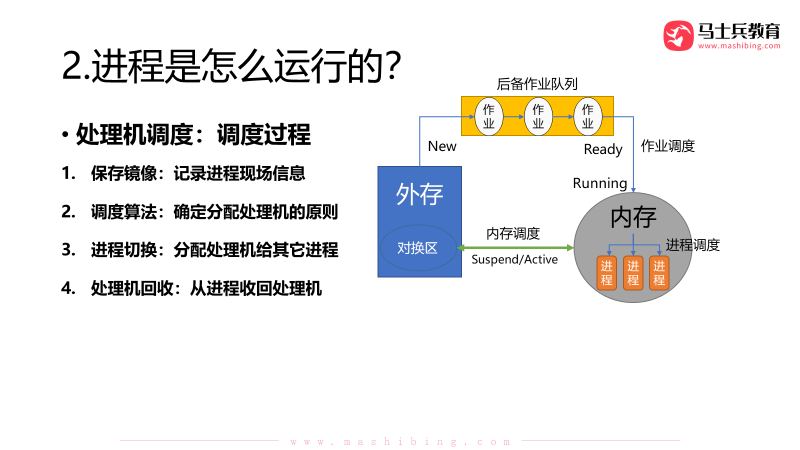 马士兵教育
www.mashibing.com
2.进程是怎么运行的?
• 处理机调度：调度过程
1. 保存镜像：记录进程现场信息
2. 调度算法：确定分配处理机的原则
3. 进程切换：分配处理机给其它进程
4. 处理机回收：从进程收回处理机
后备作业队列
作业
作业
作业
New
Ready
作业调度
Running
外存
对换区
内存调度
Suspend/Active
内存
进程调度
进程
进程
进程
www.mashibing.com